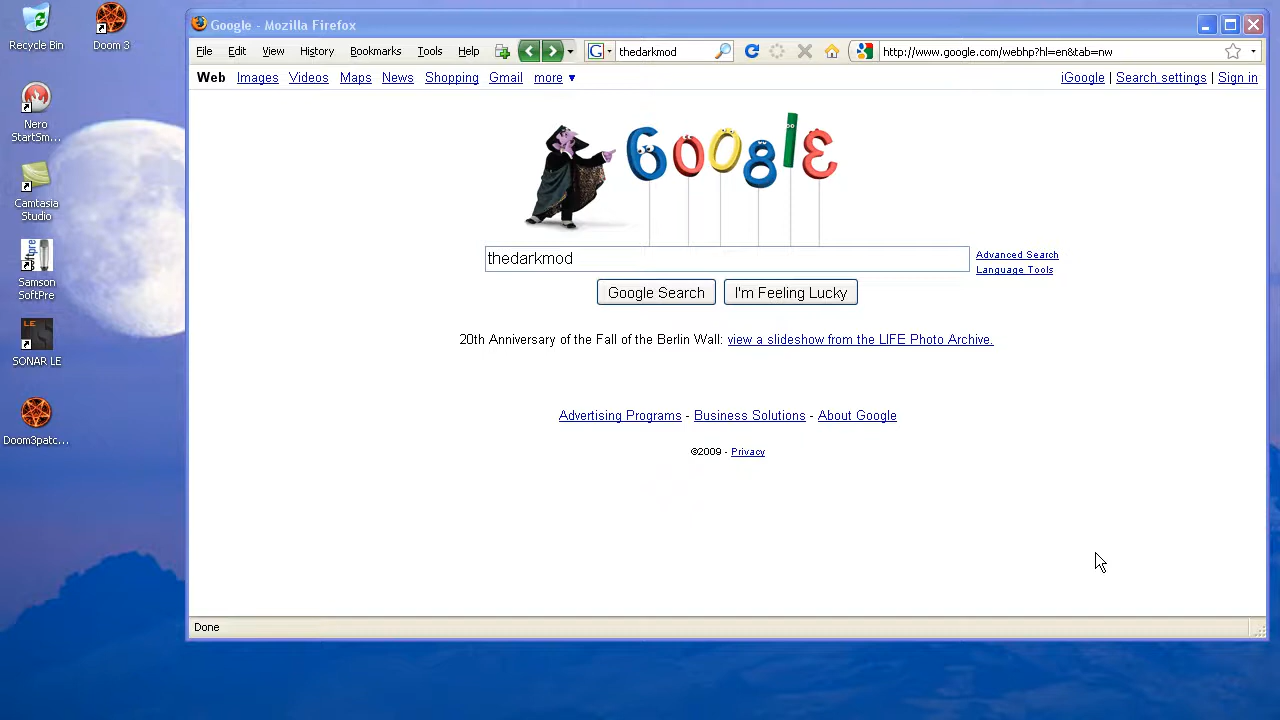 Recycle Bin
Doom 3
Nero
StartSm...
Camtasia
Studio
Samson
SoftPre
SONAR LE
Doom3patc...
Google - Mozilla Firefox
File Edit View History Bookmarks Tools Help thedarkmod http://www.google.com/webhp?hl=en&tab=nw
Web Images Videos Maps News Shopping Gmail more ▼ iGoogle | Search settings | Sign in
thedarkmod
Advanced Search
Language Tools
Google Search I'm Feeling Lucky
20th Anniversary of the Fall of the Berlin Wall: view a slideshow from the LIFE Photo Archive.
Advertising Programs - Business Solutions - About Google
©2009 - Privacy
Done